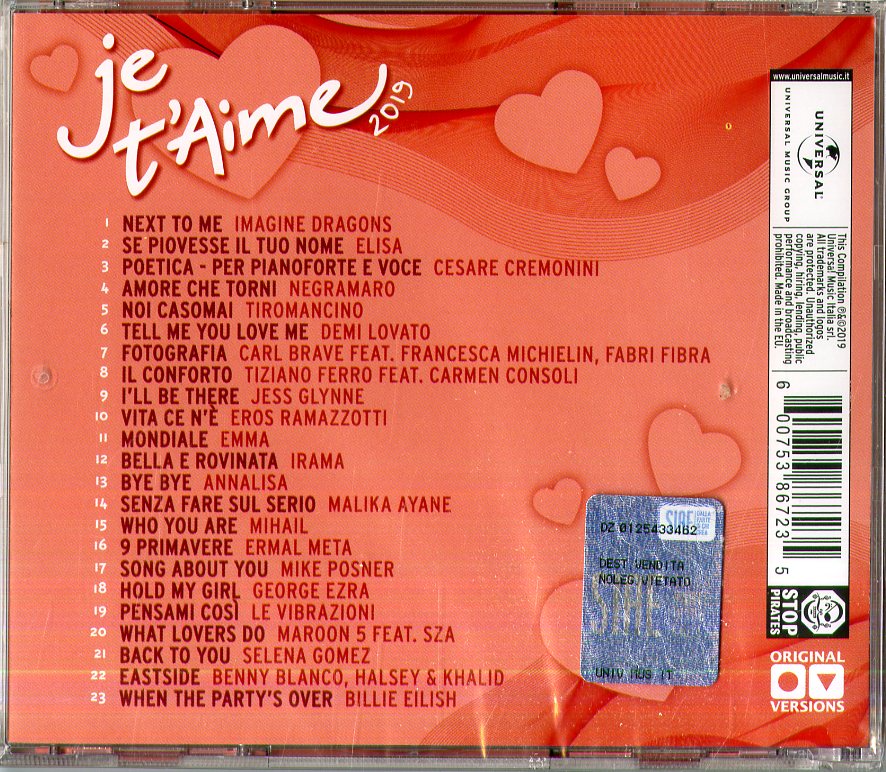 je
t'Aime
2019
1 NEXT TO ME IMAGINE DRAGONS
2 SE PIOVESSE IL TUO NOME ELISA
3 POETICA - PER PIANOFORTE E VOCE CESARE CREMONINI
4 AMORE CHE TORNI NEGRAMARO
5 NOI CASOMAI TIROMANCINO
6 TELL ME YOU LOVE ME DEMI LOVATO
7 FOTOGRAFIA CARL BRAVE FEAT. FRANCESCA MICHIELIN, FABRI FIBRA
8 IL CONFORTO TIZIANO FERRO FEAT. CARMEN CONSOLI
9 I'LL BE THERE JESS GLYNNE
10 VITA CE N'È EROS RAMAZZOTTI
11 MONDIALE EMMA
12 BELLA E ROVINATA IRAMA
13 BYE BYE ANNALISA
14 SENZA FARE SUL SERIO MALIKA AYANE
15 WHO YOU ARE MIHAIL
16 9 PRIMAVERE ERMAL META
17 SONG ABOUT YOU MIKE POSNER
18 HOLD MY GIRL GEORGE EZRA
19 PENSAMI COSÌ LE VIBRAZIONI
20 WHAT LOVERS DO MAROON 5 FEAT. SZA
21 BACK TO YOU SELENA GOMEZ
22 EASTSIDE BENNY BLANCO, HALSEY & KHALID
23 WHEN THE PARTY'S OVER BILLIE EILISH
www.universalmusic.it
UNIVERSAL
UNIVERSAL MUSIC GROUP
This Compilation ℗&©2019
Universal Music Italia srl.
All trademarks and logos
are protected. Unauthorized
copying, hiring, lending, public
performance and broadcasting
prohibited. Made in the EU.
6 00753 86723 5
STOP
PIRATES
ORIGINAL
VERSIONS
SIAE
DALLA
PARTE
DI CHI
CREA
DZ 0125433462
DEST VENDITA
NOLEG.VIETATO
SIAE
UNIV MUS IT